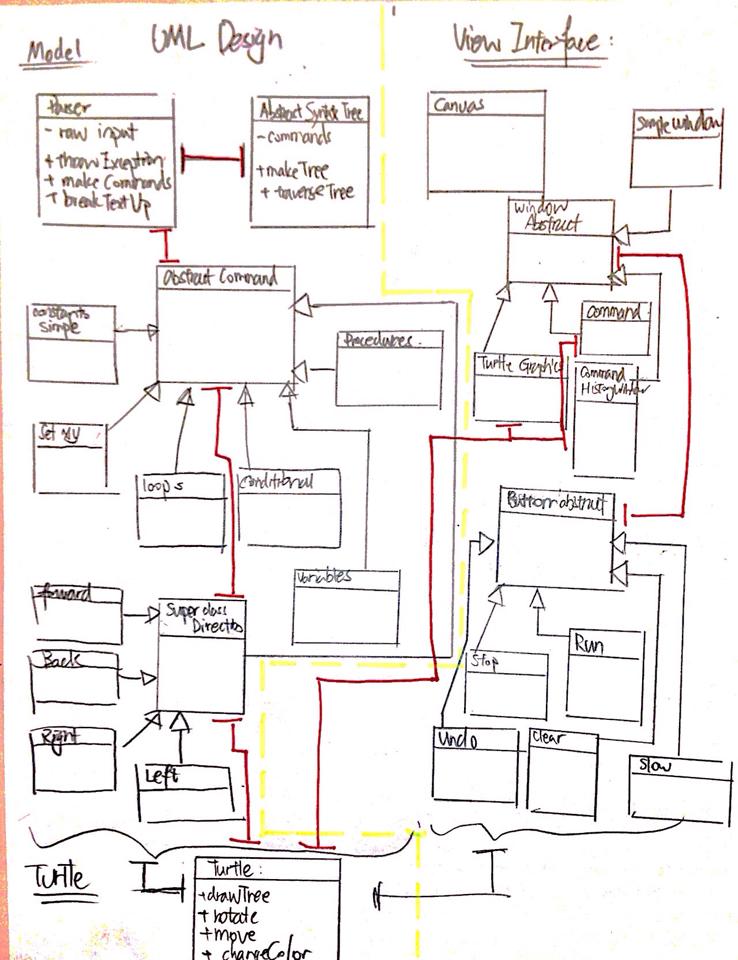 UML Design
Model
View Interface:
Parser
- raw input
+ throw Exception
+ make Commands
+ breakTextUp
Abstract Syntax Tree
- commands
+ makeTree
+ traverseTree
Canvas
Simple window
Window
Abstract
Abstract Command
Constants
Simple
Procedures.
Command
Turtle Graphic
Command
History Window
Set XY
loops
Conditional
Button abstract
Variables
forward
Super class
Back
Right
Left
Stop
Run
Undo
Clear
Slow
Turtle
Turtle:
+drawTree
+ rotate
+move
+ changeColor